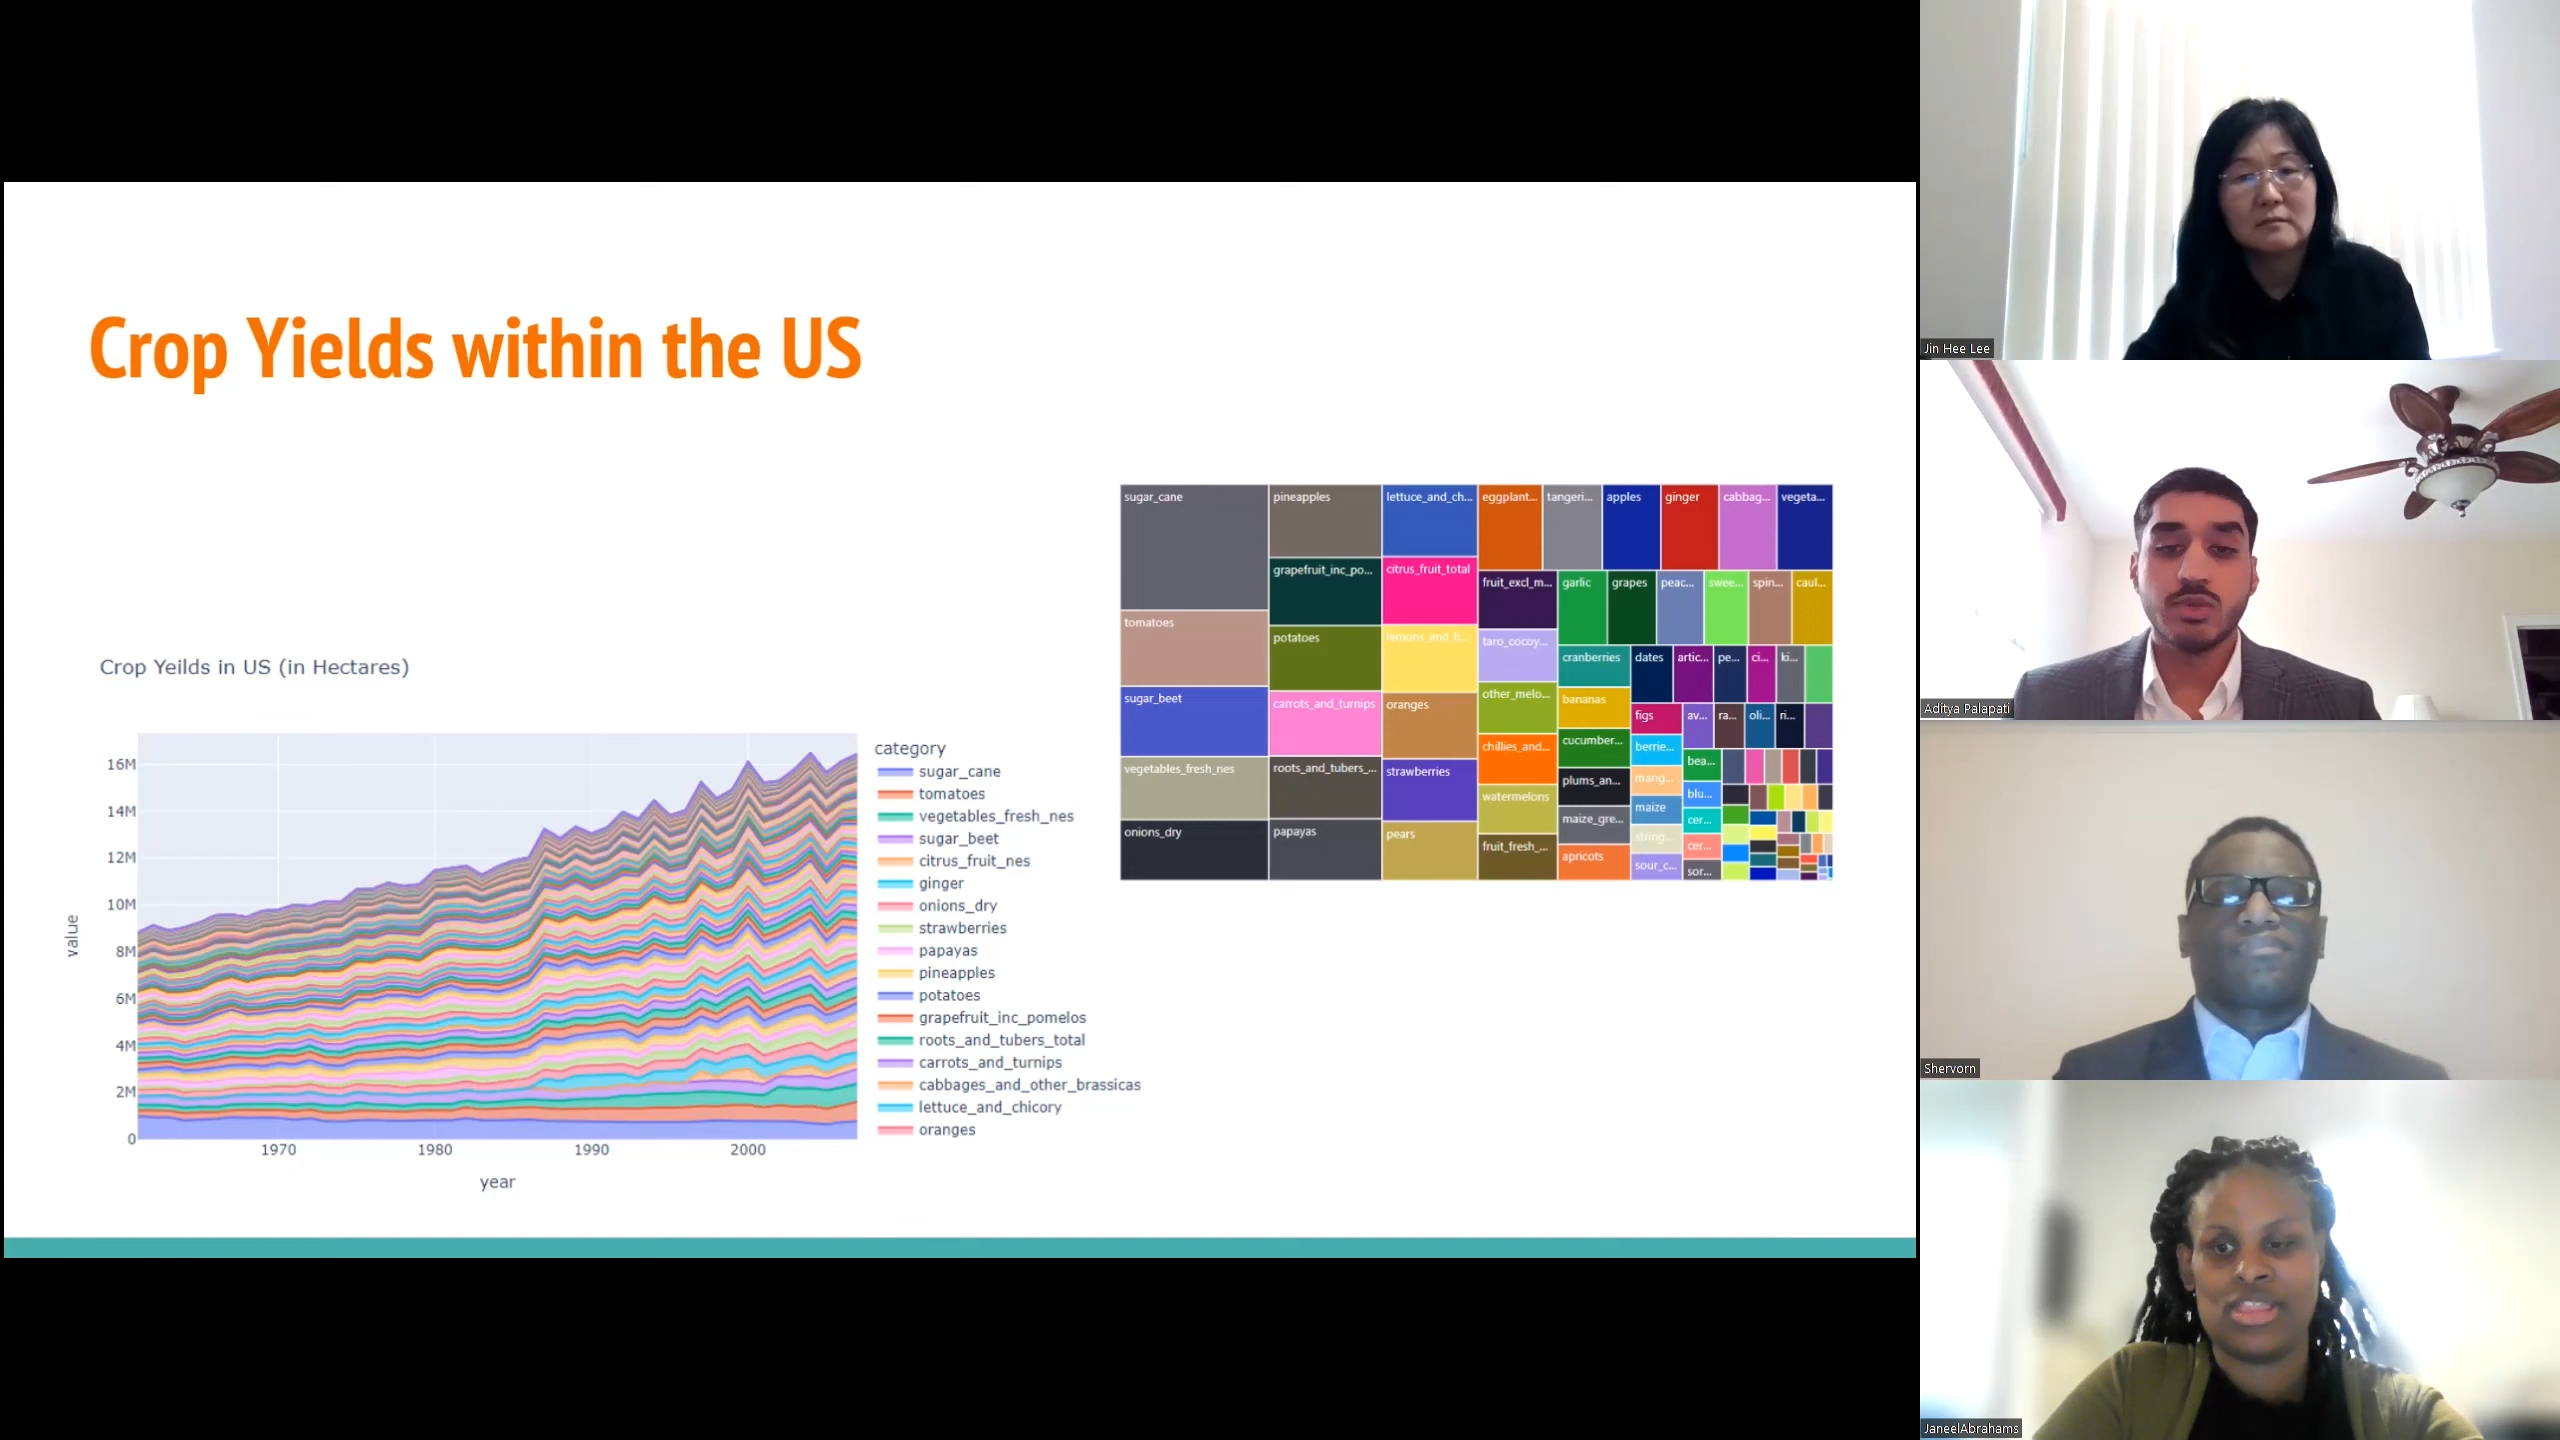 Crop Yields within the US
Crop Yeilds in US (in Hectares)
value
16M
14M
12M
10M
8M
6M
4M
2M
0
1970
1980
1990
2000
year
category
sugar_cane
tomatoes
vegetables_fresh_nes
sugar_beet
citrus_fruit_nes
ginger
onions_dry
strawberries
papayas
pineapples
potatoes
grapefruit_inc_pomelos
roots_and_tubers_total
carrots_and_turnips
cabbages_and_other_brassicas
lettuce_and_chicory
oranges
sugar_cane
tomatoes
sugar_beet
vegetables_fresh_nes
onions_dry
pineapples
grapefruit_inc_po...
potatoes
carrots_and_turnips
roots_and_tubers_...
papayas
lettuce_and_ch...
citrus_fruit_total
lemons_and_li...
oranges
strawberries
pears
eggplant...
tangeri...
apples
ginger
cabbag...
vegeta...
fruit_excl_m...
taro_cocoy...
other_melo...
chillies_and...
watermelons
fruit_fresh_...
garlic
grapes
peac...
swee...
spin...
caul...
cranberries
bananas
cucumber...
plums_an...
maize_gre...
apricots
dates
artic...
pe...
ci...
ki...
figs
berrie...
mang...
maize
string...
sour_c...
av...
ra...
oli...
ri...
bea...
blu...
cer...
cer...
sor...
Jin Hee Lee
Aditya Palapati
Shervorn
JaneelAbrahams